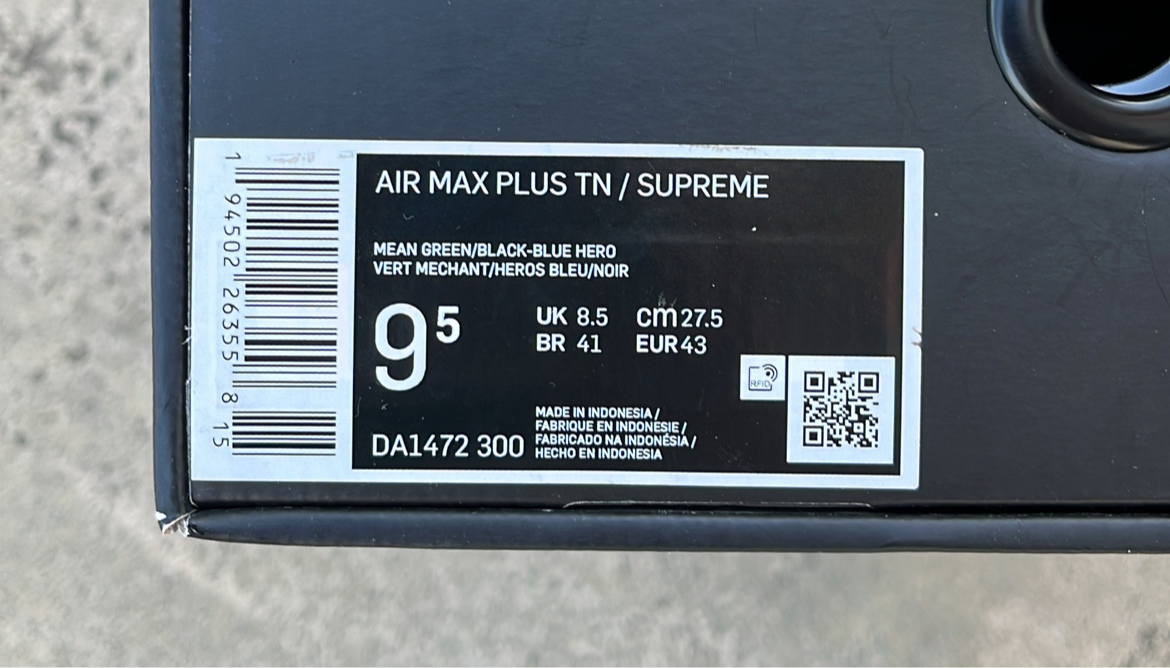 1 94502 26355 8 15
AIR MAX PLUS TN / SUPREME
MEAN GREEN/BLACK-BLUE HERO
VERT MECHANT/HEROS BLEU/NOIR
9 5
UK 8.5 cm 27.5
BR 41 EUR 43
RFID
MADE IN INDONESIA /
FABRIQUE EN INDONESIE /
FABRICADO NA INDONÉSIA /
HECHO EN INDONESIA
DA1472 300